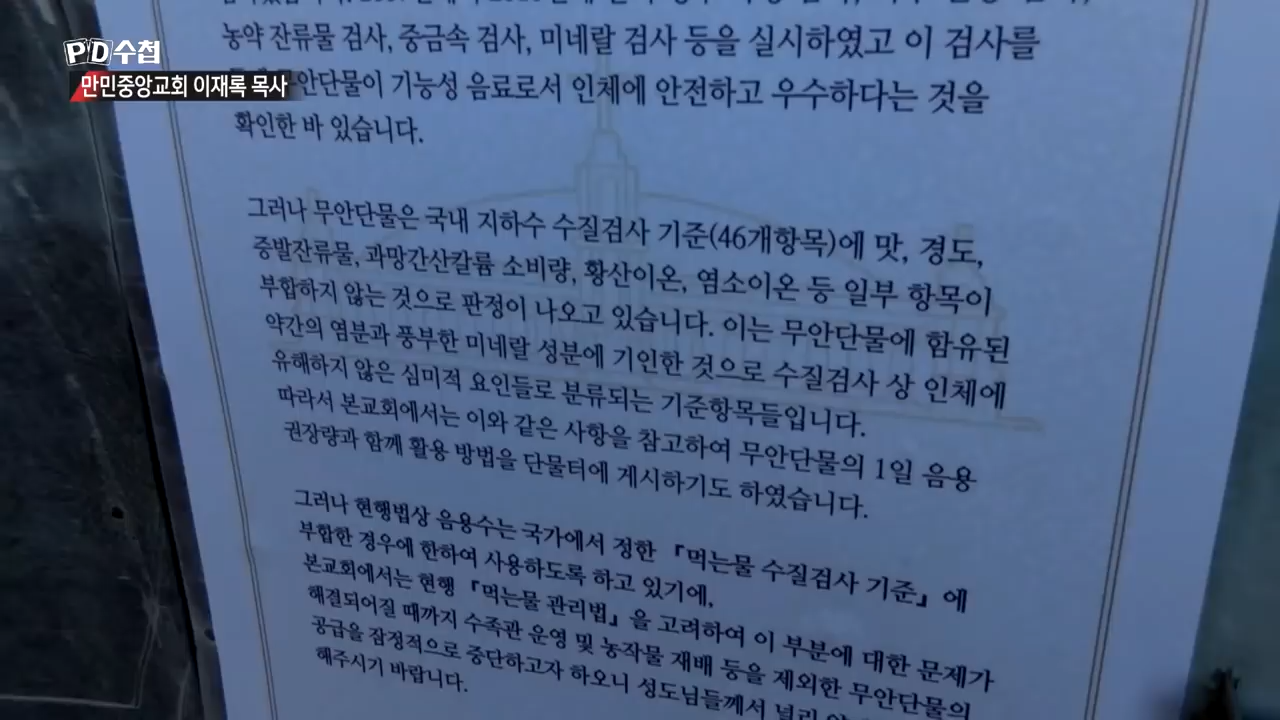 PD수첩
만민중앙교회 이재록 목사
농약 잔류물 검사, 중금속 검사, 미네랄 검사 등을 실시하였고 이 검사를
안단물이 기능성 음료로서 인체에 안전하고 우수하다는 것을
확인한 바 있습니다.
그러나 무안단물은 국내 지하수 수질검사 기준(46개항목)에 맛, 경도,
증발잔류물, 과망간산칼륨 소비량, 황산이온, 염소이온 등 일부 항목이
부합하지 않는 것으로 판정이 나오고 있습니다. 이는 무안단물에 함유된
약간의 염분과 풍부한 미네랄 성분에 기인한 것으로 수질검사 상 인체에
유해하지 않은 심미적 요인들로 분류되는 기준항목들입니다.
따라서 본교회에서는 이와 같은 사항을 참고하여 무안단물의 1일 음용
권장량과 함께 활용 방법을 단물터에 게시하기도 하였습니다.
그러나 현행법상 음용수는 국가에서 정한 『먹는물 수질검사 기준』에
부합한 경우에 한하여 사용하도록 하고 있기에,
본교회에서는 현행 『먹는물 관리법』을 고려하여 이 부분에 대한 문제가
해결되어질 때까지 수족관 운영 및 농작물 재배 등을 제외한 무안단물의
공급을 잠정적으로 중단하고자 하오니 성도님들께서 널리
해주시기 바랍니다.